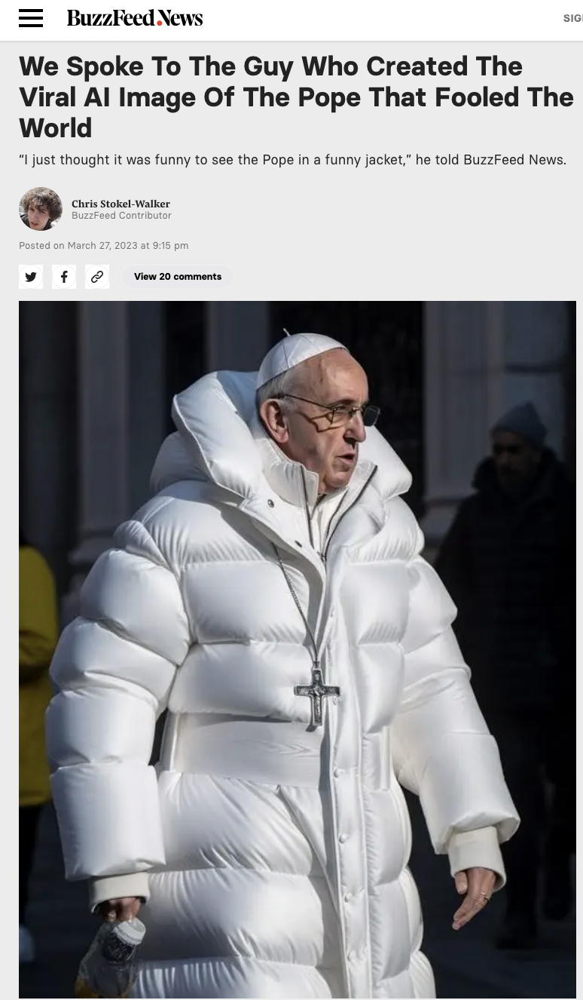 BuzzFeed.News
We Spoke To The Guy Who Created The
Viral AI Image Of The Pope That Fooled The
World
“I just thought it was funny to see the Pope in a funny jacket,” he told BuzzFeed News.
Chris Stokel-Walker
BuzzFeed Contributor
Posted on March 27, 2023 at 9:15 pm
View 20 comments